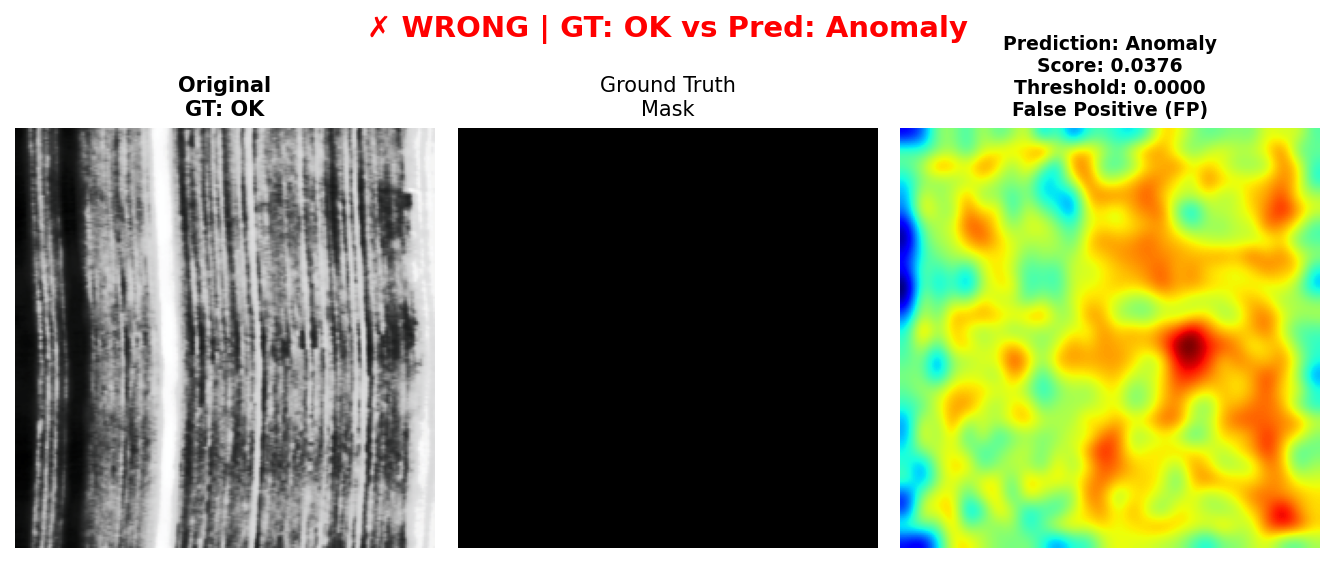 ✗ WRONG | GT: OK vs Pred: Anomaly
Original
GT: OK
Ground Truth
Mask
Prediction: Anomaly
Score: 0.0376
Threshold: 0.0000
False Positive (FP)